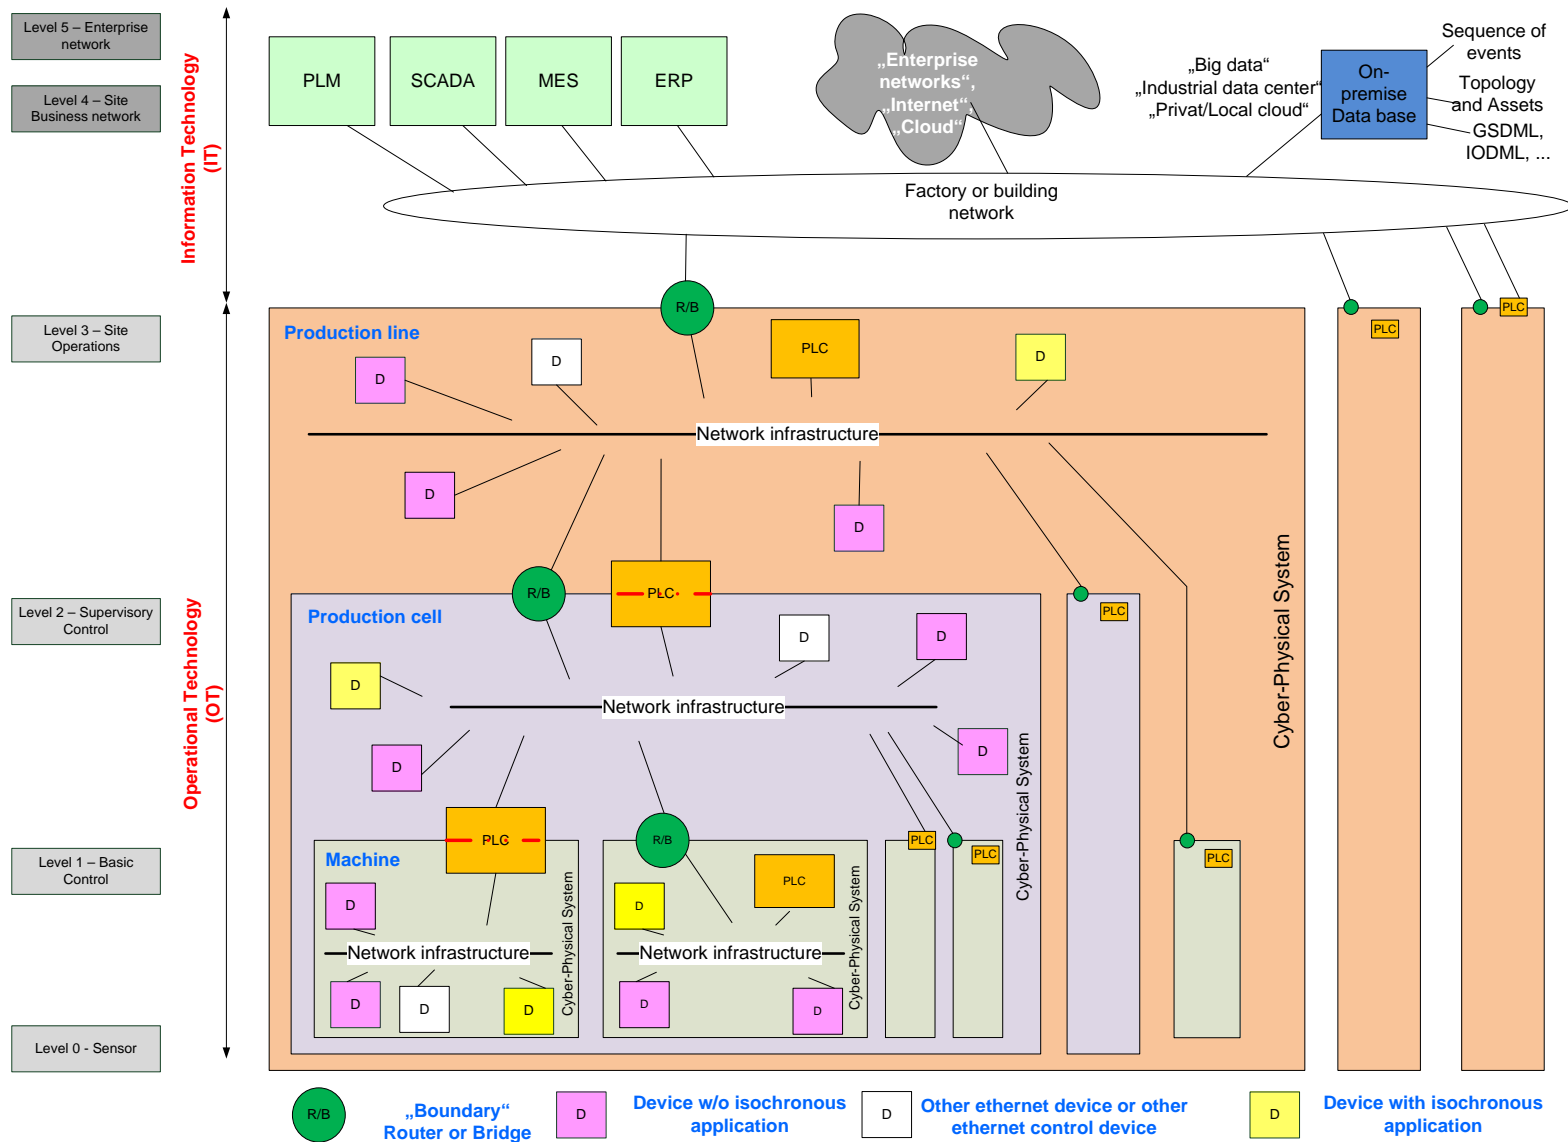 Level 5 – Enterprise
network
Level 4 – Site
Business network
Information Technology
(IT)
PLM
SCADA
MES
ERP
„Enterprise
networks“,
„Internet“,
„Cloud“
„Big data“
„Industrial data center“
„Privat/Local cloud“
On-
premise
Data base
Sequence of
events
Topology
and Assets
GSDML,
IODML, ...
Factory or building
network
Level 3 – Site
Operations
Level 2 – Supervisory
Control
Level 1 – Basic
Control
Level 0 - Sensor
Operational Technology
(OT)
R/B
Production line
D
D
PLC
D
Network infrastructure
D
D
PLC
PLC
Cyber-Physical System
R/B
PLC
Production cell
D
D
D
Network infrastructure
D
D
Cyber-Physical System
PLC
PLC
Machine
D
Network infrastructure
D
D
D
Cyber-Physical System
R/B
PLC
D
Network infrastructure
D
D
Cyber-Physical System
PLC
PLC
PLC
R/B
„Boundary“
Router or Bridge
D
Device w/o isochronous
application
D
Other ethernet device or other
ethernet control device
D
Device with isochronous
application